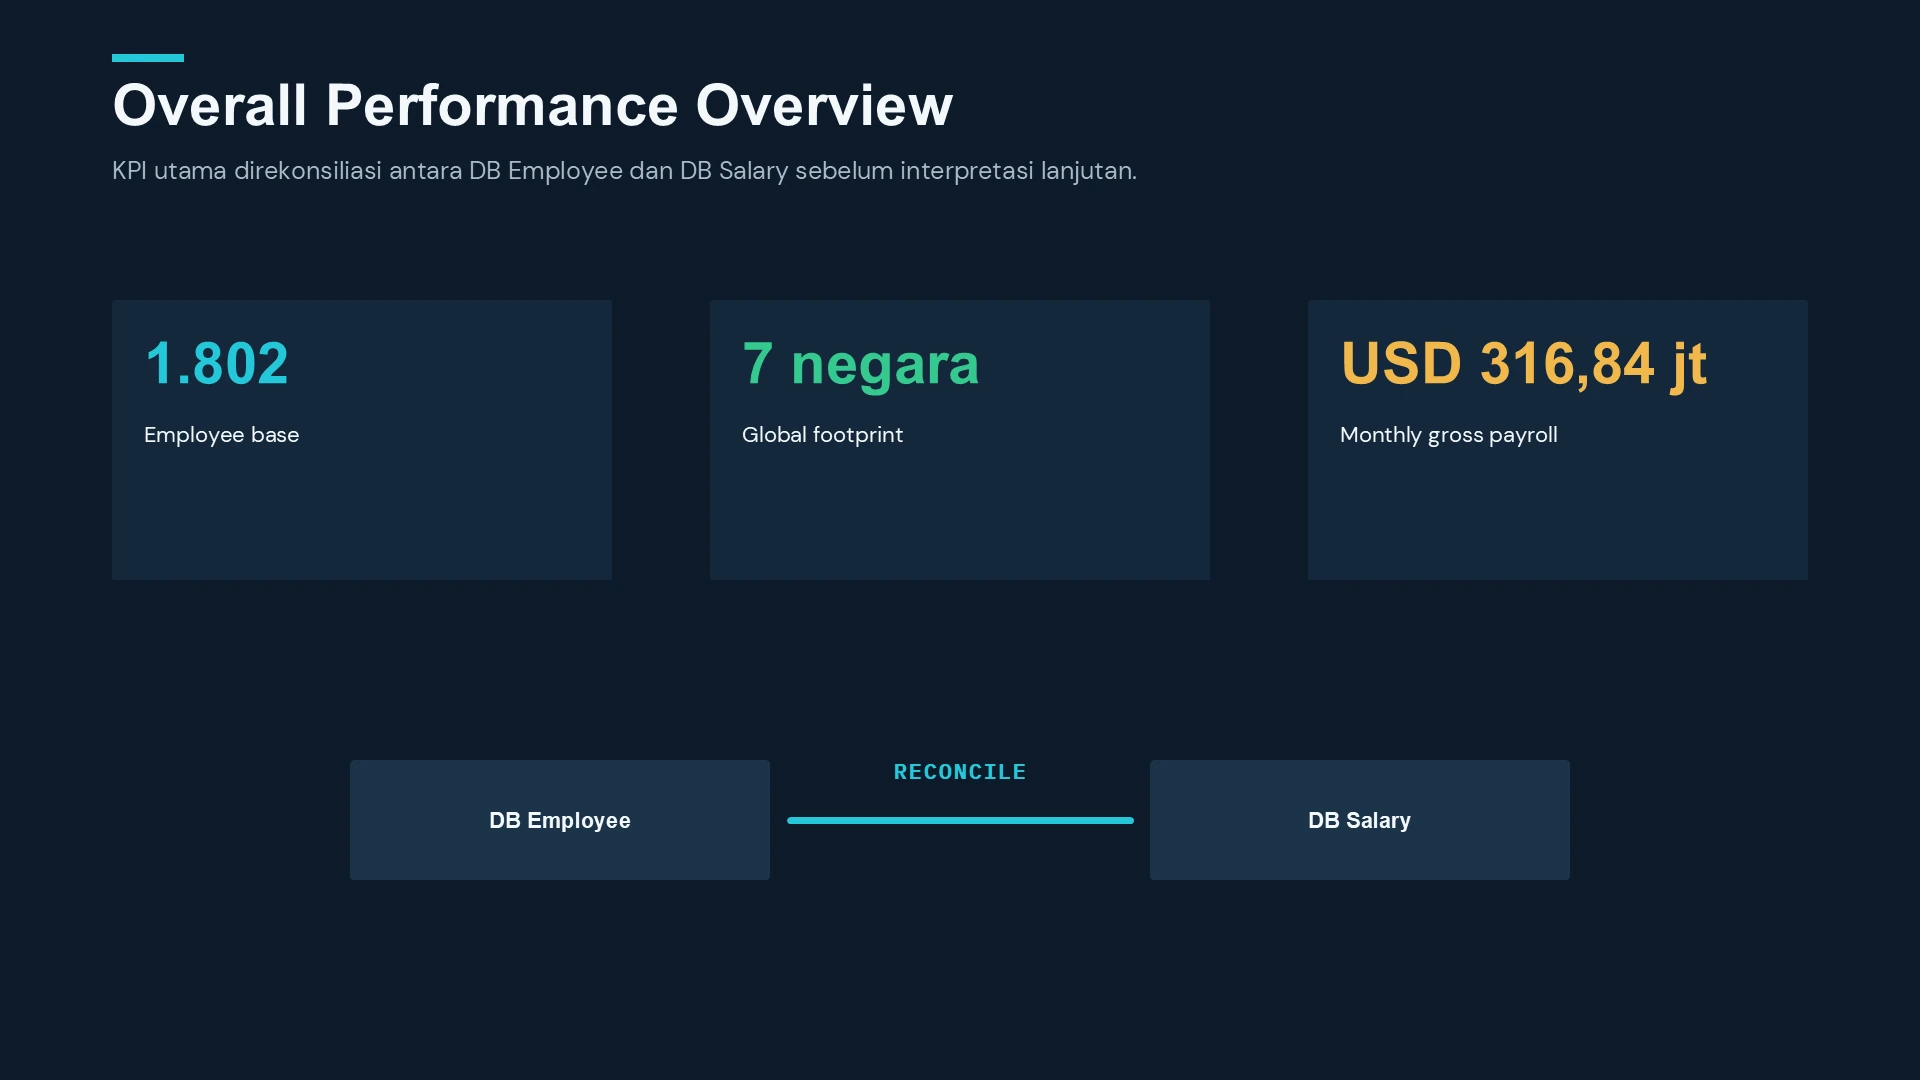 Overall Performance Overview
KPI utama direkonsiliasi antara DB Employee dan DB Salary sebelum interpretasi lanjutan.
1.802
Employee base
7 negara
Global footprint
USD 316,84 jt
Monthly gross payroll
RECONCILE
DB Employee
DB Salary